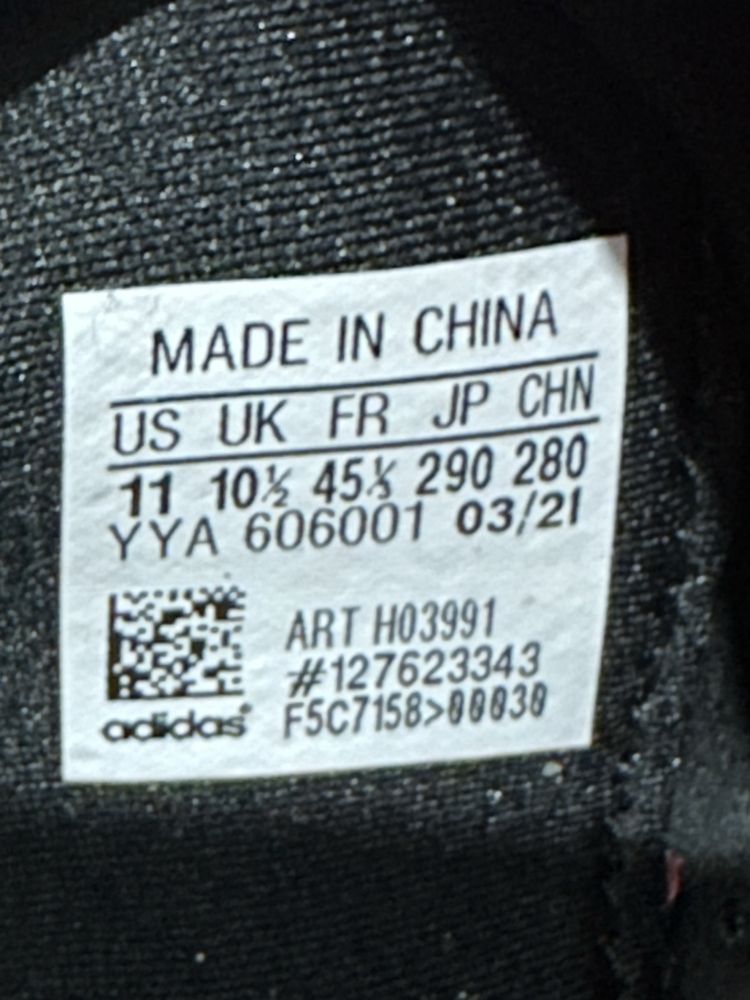 MADE IN CHINA
US UK FR JP CHN
11 10½ 45⅓ 290 280
YYA 606001 03/21
ART H03991
#127623343
F5C7158>00030
adidas®